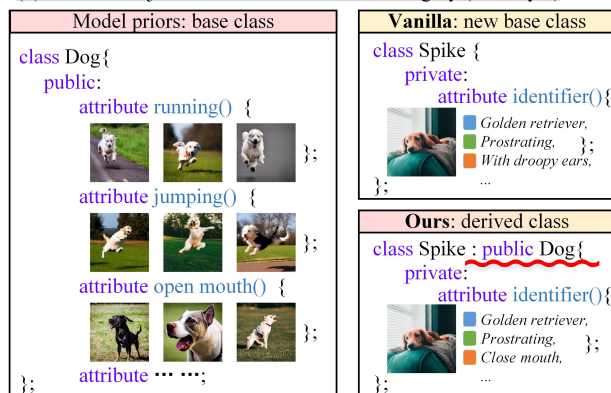 Model priors: base class
class Dog{
public:
attribute running() {
};
attribute jumping() {
};
attribute open mouth() {
};
attribute ... ...;
};
Vanilla: new base class
class Spike {
private:
attribute identifier(){
Golden retriever,
Prostrating, };
With droopy ears,
...
};
Ours: derived class
class Spike : public Dog{
private:
attribute identifier(){
Golden retriever,
Prostrating, };
Close mouth,
...
};